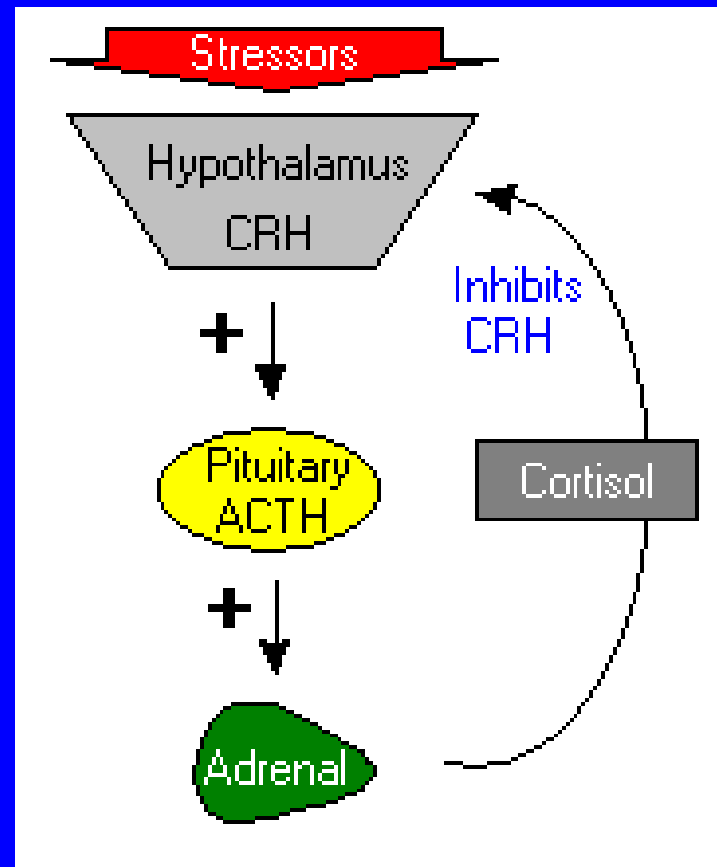 Stressors
Hypothalamus
CRH
Inhibits
CRH
+
Pituitary
ACTH
Cortisol
+
Adrenal